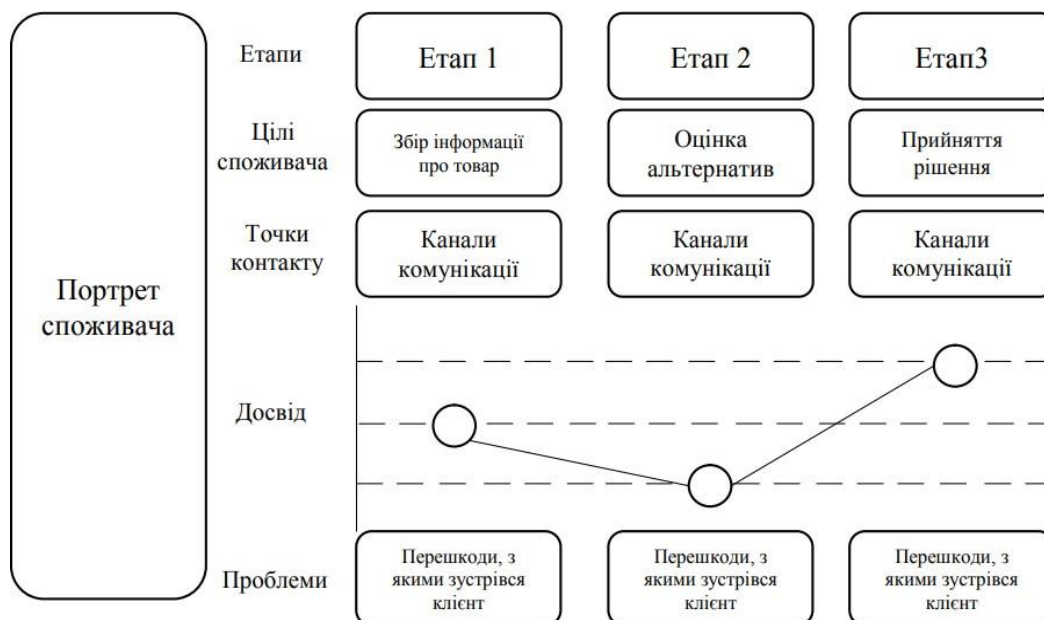 Портрет
споживача
Етапи
Етап 1
Етап 2
Етап3
Цілі
споживача
Збір інформації
про товар
Оцінка
альтернатив
Прийняття
рішення
Точки
контакту
Канали
комунікації
Канали
комунікації
Канали
комунікації
Досвід
Проблеми
Перешкоди, з
якими зустрівся
клієнт
Перешкоди, з
якими зустрівся
клієнт
Перешкоди, з
якими зустрівся
клієнт